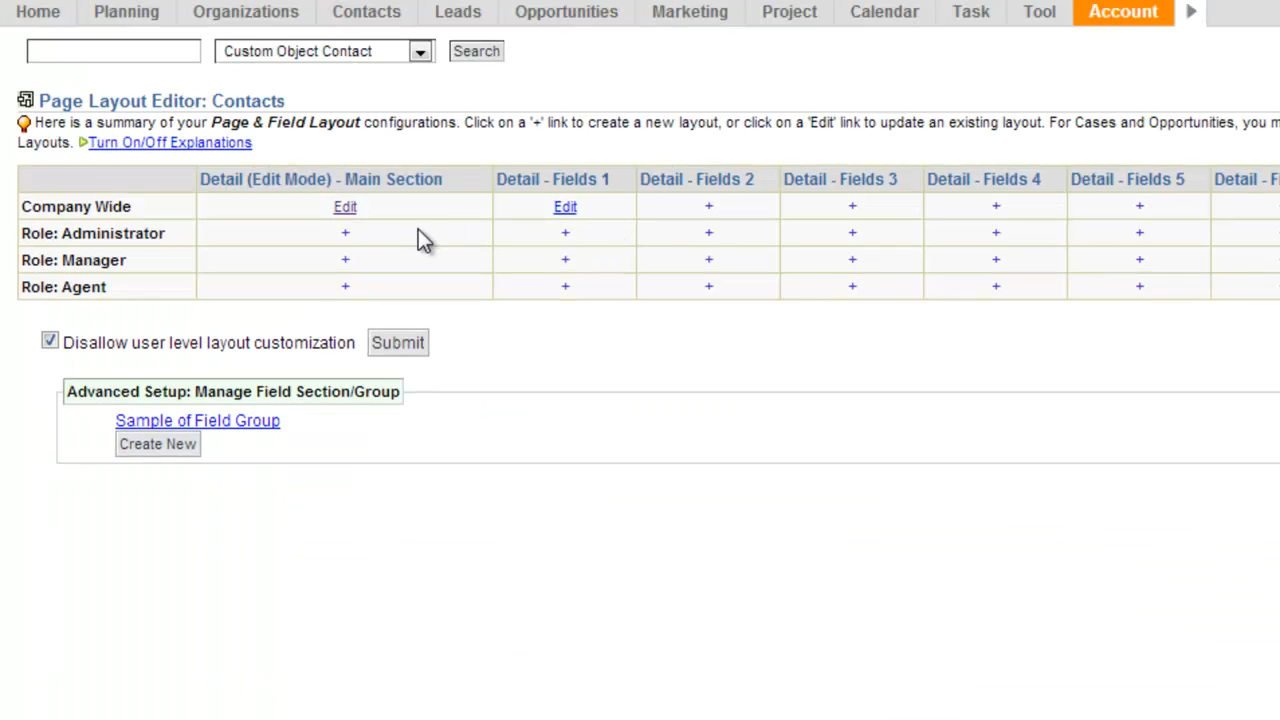 Home Planning Organizations Contacts Leads Opportunities Marketing Project Calendar Task Tool Account
Custom Object Contact Search
Page Layout Editor: Contacts
Here is a summary of your Page & Field Layout configurations. Click on a '+' link to create a new layout, or click on a 'Edit' link to update an existing layout. For Cases and Opportunities, you m
Layouts. Turn On/Off Explanations
Detail (Edit Mode) - Main Section Detail - Fields 1 Detail - Fields 2 Detail - Fields 3 Detail - Fields 4 Detail - Fields 5 Detail - F
Company Wide Edit Edit + + + +
Role: Administrator + + + + + +
Role: Manager + + + + + +
Role: Agent + + + + + +
Disallow user level layout customization Submit
Advanced Setup: Manage Field Section/Group
Sample of Field Group
Create New